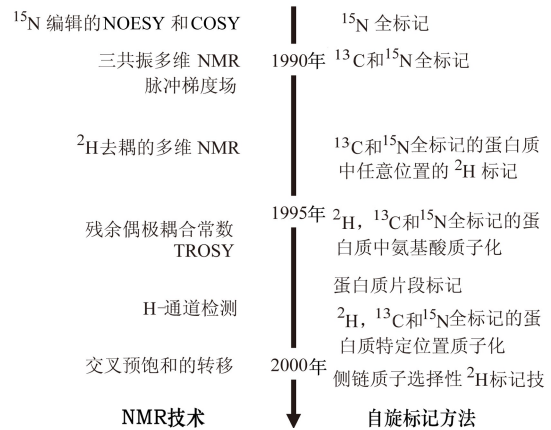 ¹⁵N 编辑的NOESY 和COSY
¹⁵N 全标记
三共振多维 NMR
1990年
¹³C和¹⁵N全标记
脉冲梯度场
²H去耦的多维 NMR
¹³C和¹⁵N全标记的蛋白质
中任意位置的 ²H 标记
1995年
²H，¹³C和¹⁵N全标记的蛋
残余偶极耦合常数
白质中氨基酸质子化
TROSY
蛋白质片段标记
H-通道检测
²H，¹³C和¹⁵N全标记的蛋
白质特定位置质子化
交叉预饱和的转移
2000年
侧链质子选择性 ²H标记技
NMR技术
自旋标记方法